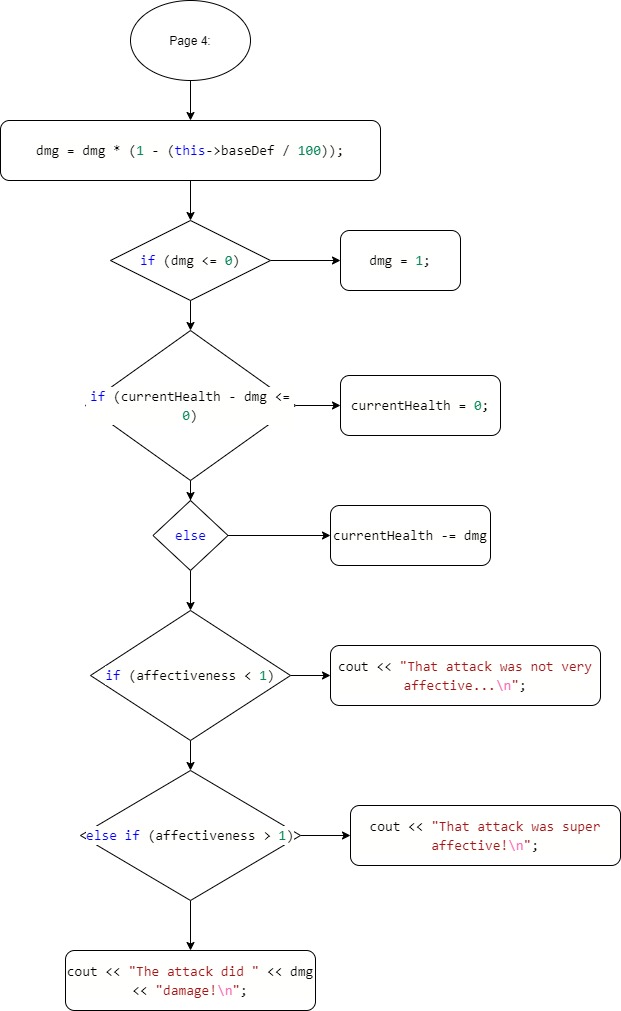 Page 4:
dmg = dmg * (1 - (this->baseDef / 100));
if (dmg <= 0)
dmg = 1;
if (currentHealth - dmg <=
0)
currentHealth = 0;
else
currentHealth -= dmg
if (affectiveness < 1)
cout << "That attack was not very
affective...\n";
else if (affectiveness > 1)
cout << "That attack was super
affective!\n";
cout << "The attack did " << dmg
<< "damage!\n";